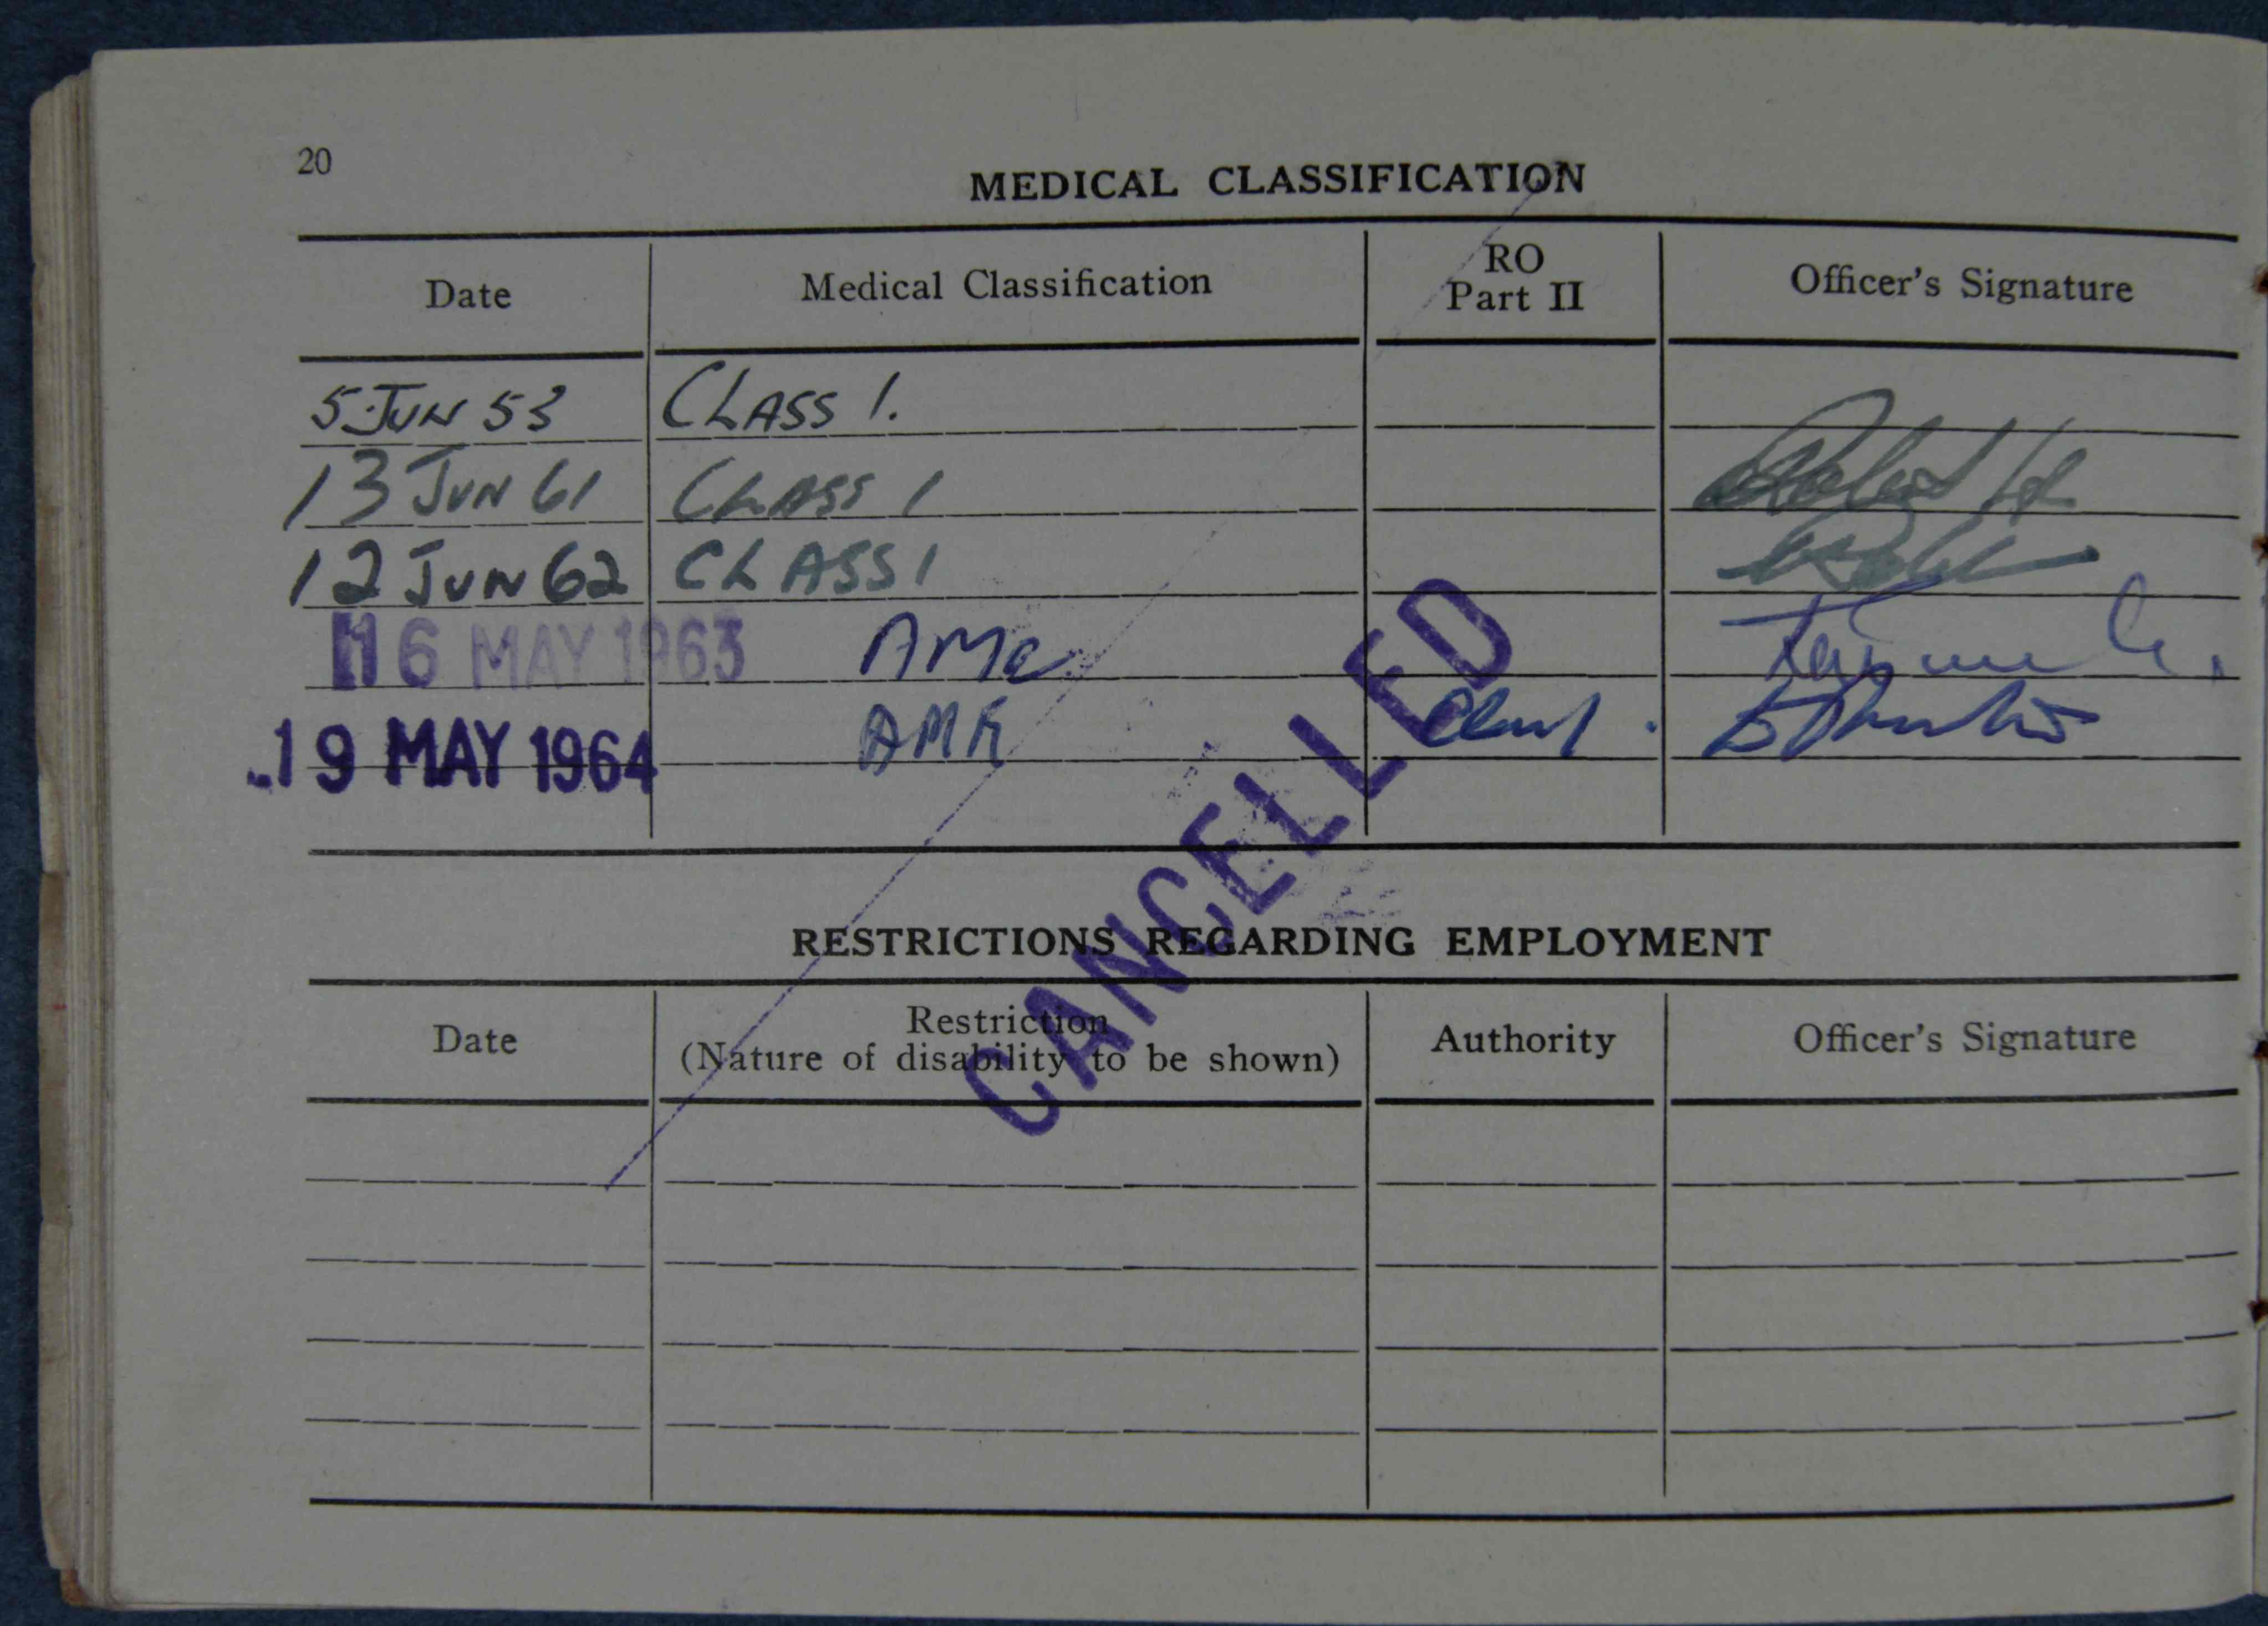 20
MEDICAL CLASSIFICATION
Date Medical Classification RO Part II Officer's Signature
5 JUN 53 CLASS 1.
13 JUN 61 CLASS 1
12 JUN 62 CLASS 1
16 MAY 1963
19 MAY 1964
CANCELLED
RESTRICTIONS REGARDING EMPLOYMENT
Date Restriction Authority Officer's Signature
(Nature of disability to be shown)